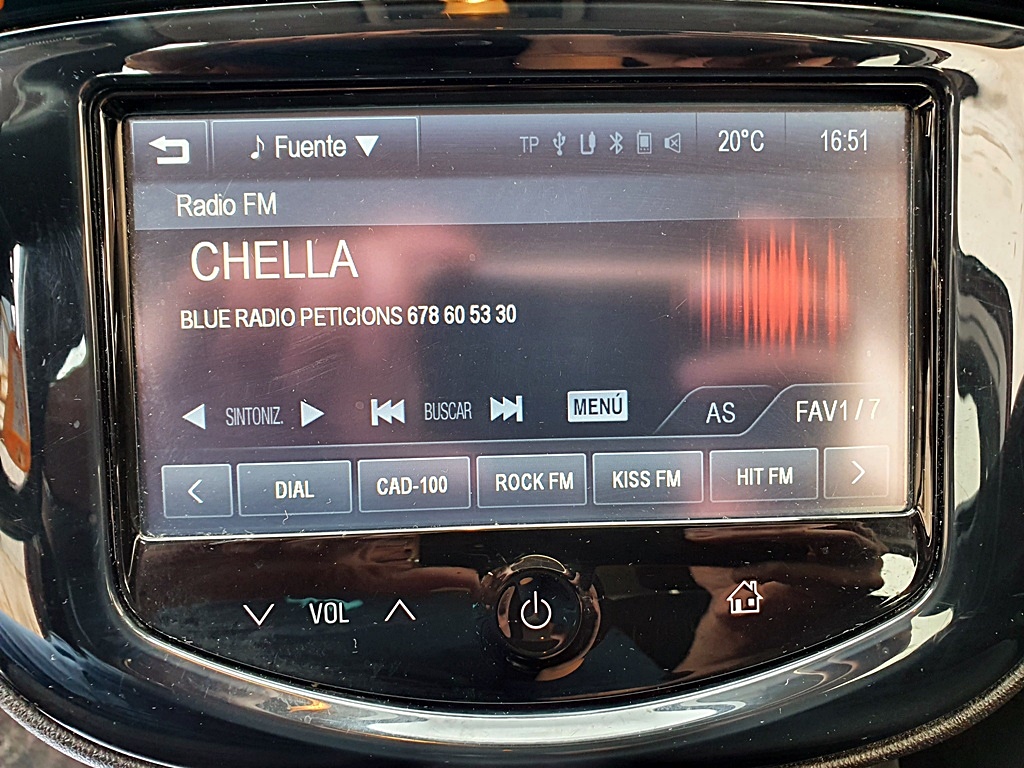 Fuente TP 20°C 16:51
Radio FM
CHELLA
BLUE RADIO PETICIONS 678 60 53 30
SINTONIZ. BUSCAR MENÚ AS FAV1 / 7
DIAL CAD-100 ROCK FM KISS FM HIT FM
VOL